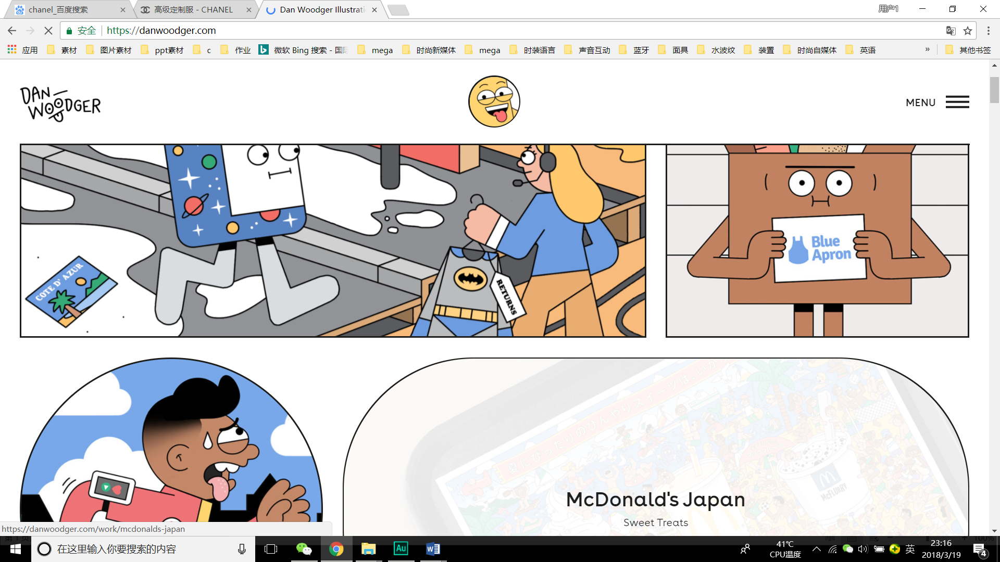 chanel_百度搜索
高级定制服 - CHANEL
Dan Woodger Illustrati
用户1
安全
https://danwoodger.com
应用
素材
图片素材
ppt素材
c
作业
微软 Bing 搜索 - 国际
mega
时尚新媒体
mega
时装语言
声音互动
蓝牙
面具
水波纹
装置
时尚自媒体
英语
»
其他书签
DAN
WOODGER
MENU
COTE D' AZUR
RETURNS
Blue
Apron
McFLURRY
McDonald's Japan
Sweet Treats
https://danwoodger.com/work/mcdonalds-japan
100%
在这里输入你要搜索的内容
Au
41℃
CPU温度
英
23:16
2018/3/19
4